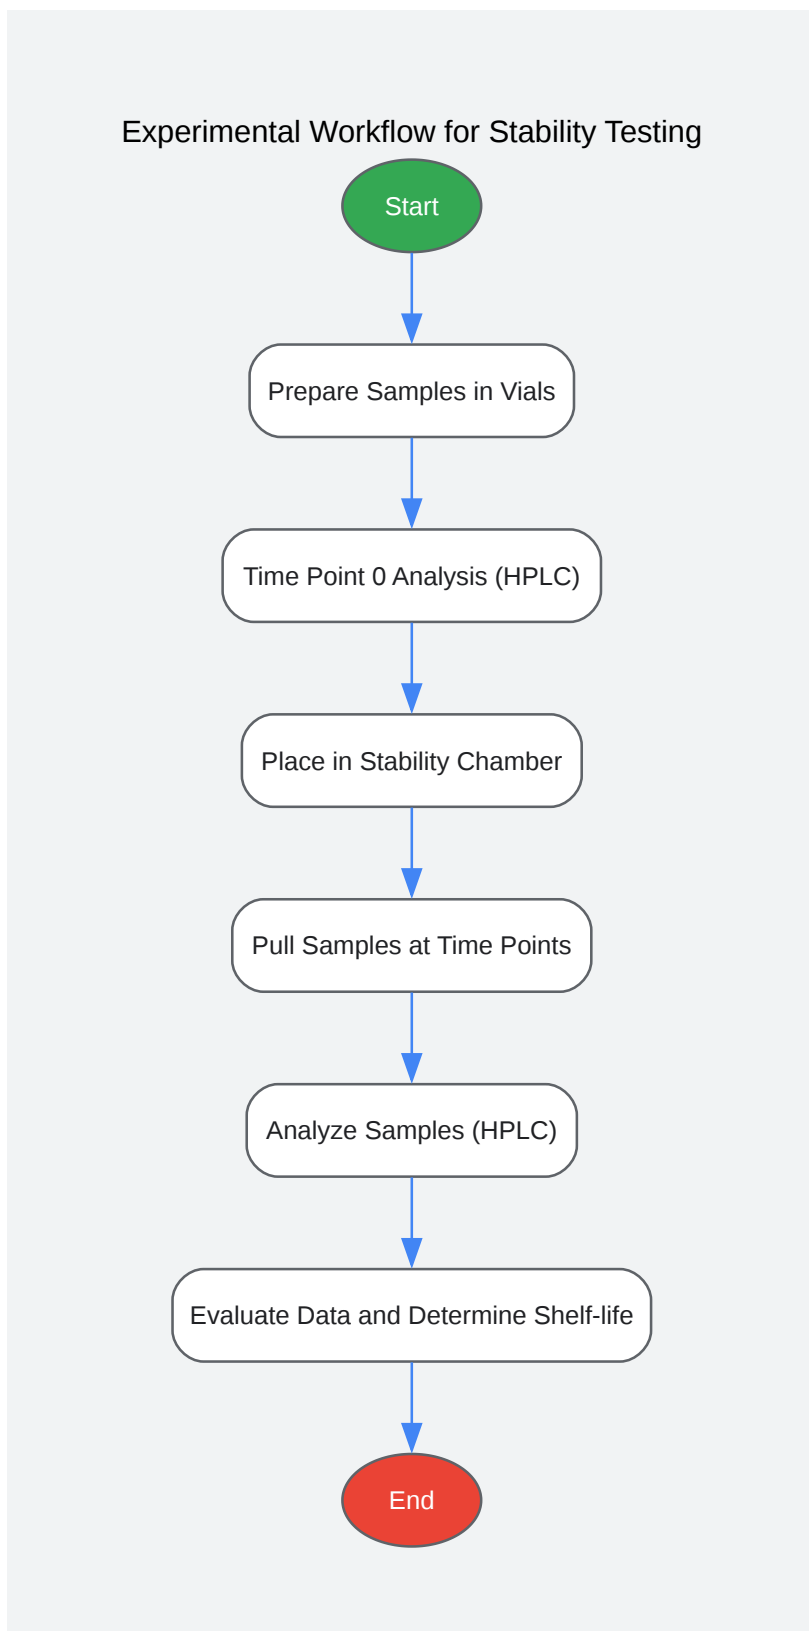 Experimental Workflow for Stability Testing
Start
Prepare Samples in Vials
Time Point 0 Analysis (HPLC)
Place in Stability Chamber
Pull Samples at Time Points
Analyze Samples (HPLC)
Evaluate Data and Determine Shelf-life
End